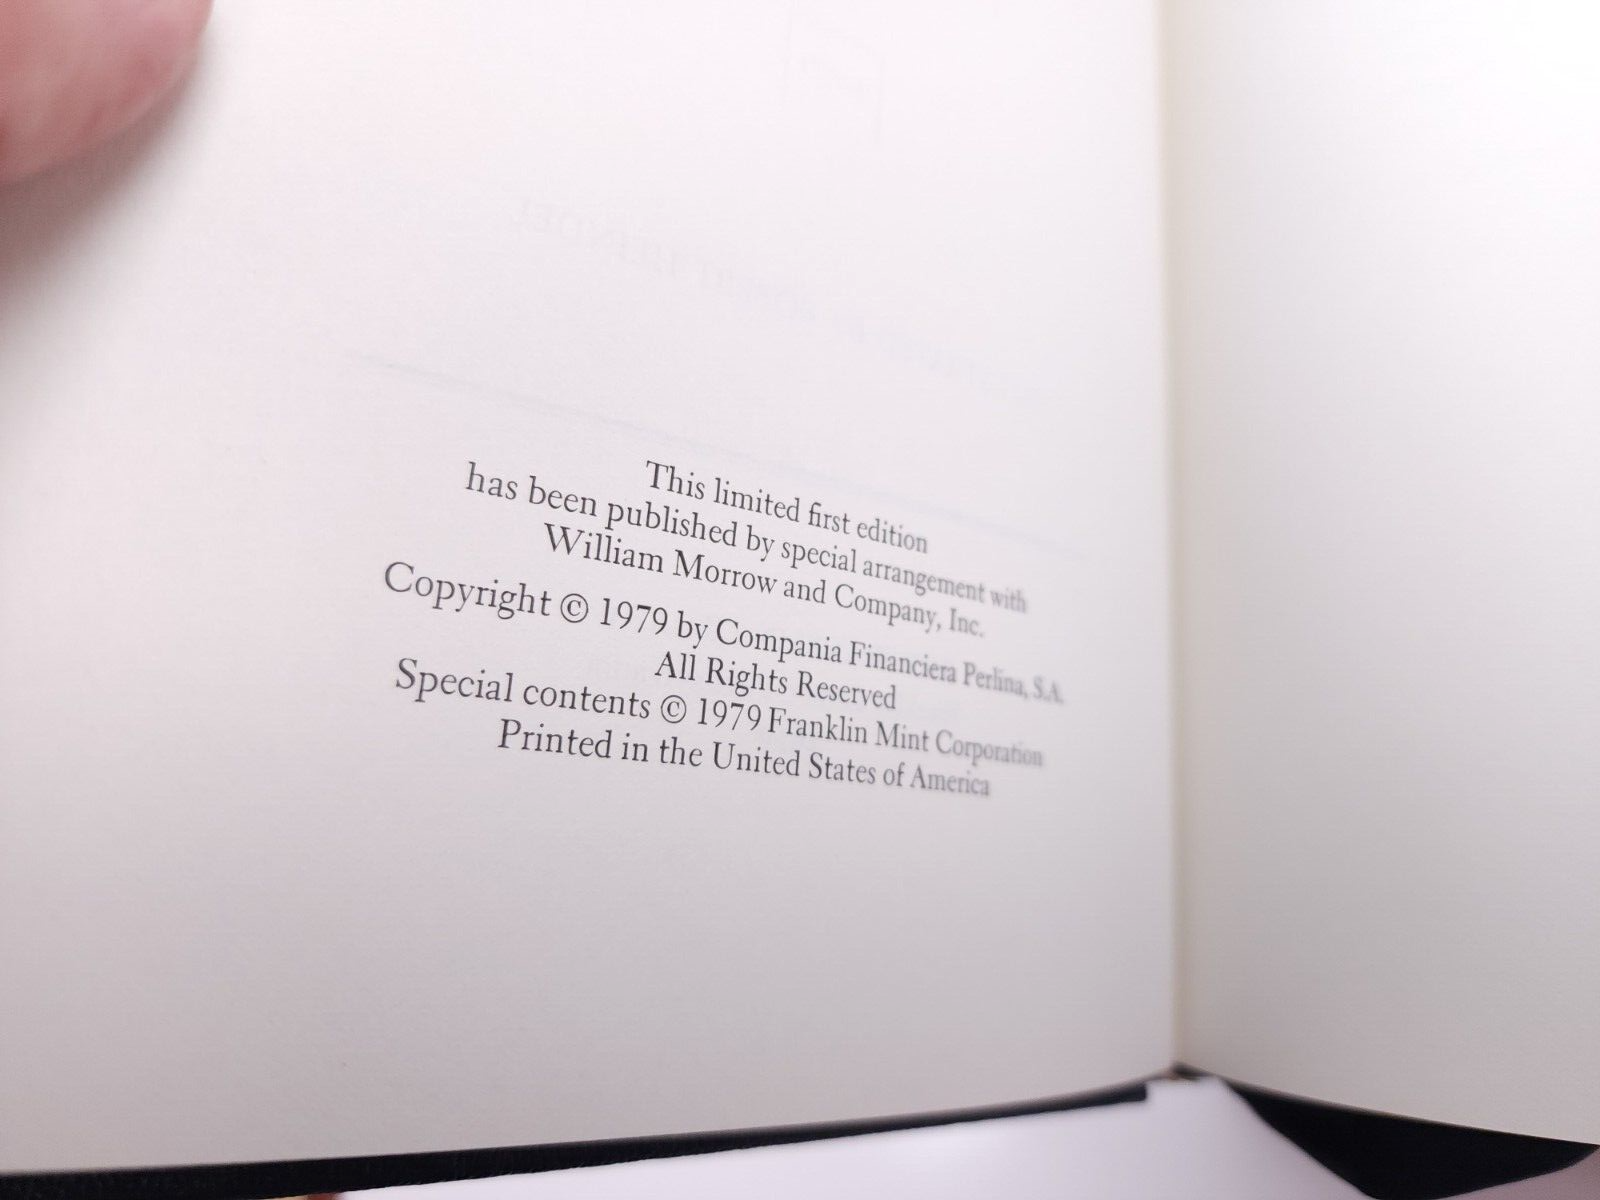 This limited first edition
has been published by special arrangement with
William Morrow and Company, Inc.
Copyright © 1979 by Compania Financiera Perlina, S.A.
All Rights Reserved
Special contents © 1979 Franklin Mint Corporation
Printed in the United States of America